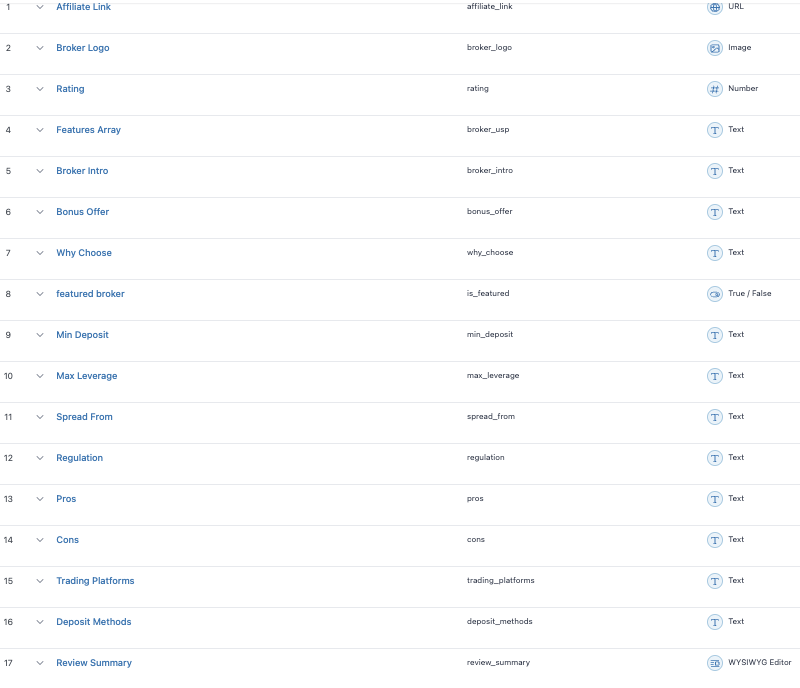 1 Affiliate Link affiliate_link URL
2 Broker Logo broker_logo Image
3 Rating rating Number
4 Features Array broker_usp Text
5 Broker Intro broker_intro Text
6 Bonus Offer bonus_offer Text
7 Why Choose why_choose Text
8 featured broker is_featured True / False
9 Min Deposit min_deposit Text
10 Max Leverage max_leverage Text
11 Spread From spread_from Text
12 Regulation regulation Text
13 Pros pros Text
14 Cons cons Text
15 Trading Platforms trading_platforms Text
16 Deposit Methods deposit_methods Text
17 Review Summary review_summary WYSIWYG Editor